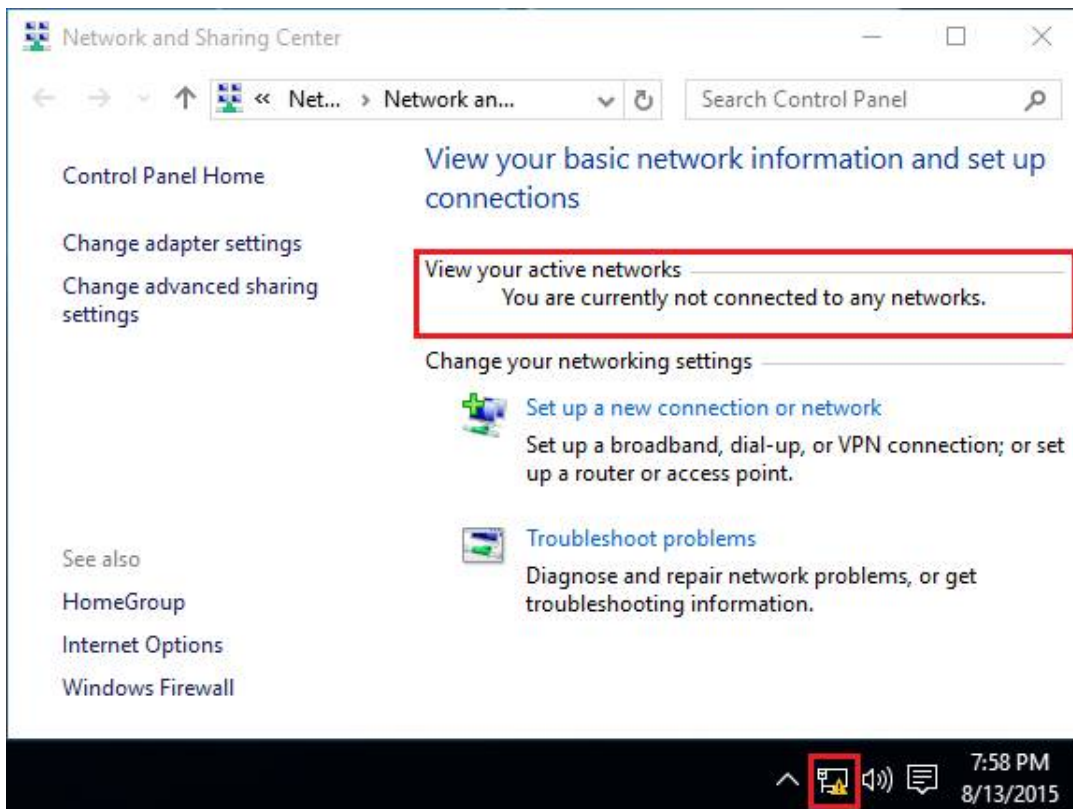 Network and Sharing Center
« Net... › Network an...
Search Control Panel
Control Panel Home
Change adapter settings
Change advanced sharing
settings
View your basic network information and set up
connections
View your active networks
You are currently not connected to any networks.
Change your networking settings
Set up a new connection or network
Set up a broadband, dial-up, or VPN connection; or set
up a router or access point.
Troubleshoot problems
Diagnose and repair network problems, or get
troubleshooting information.
See also
HomeGroup
Internet Options
Windows Firewall
7:58 PM
8/13/2015